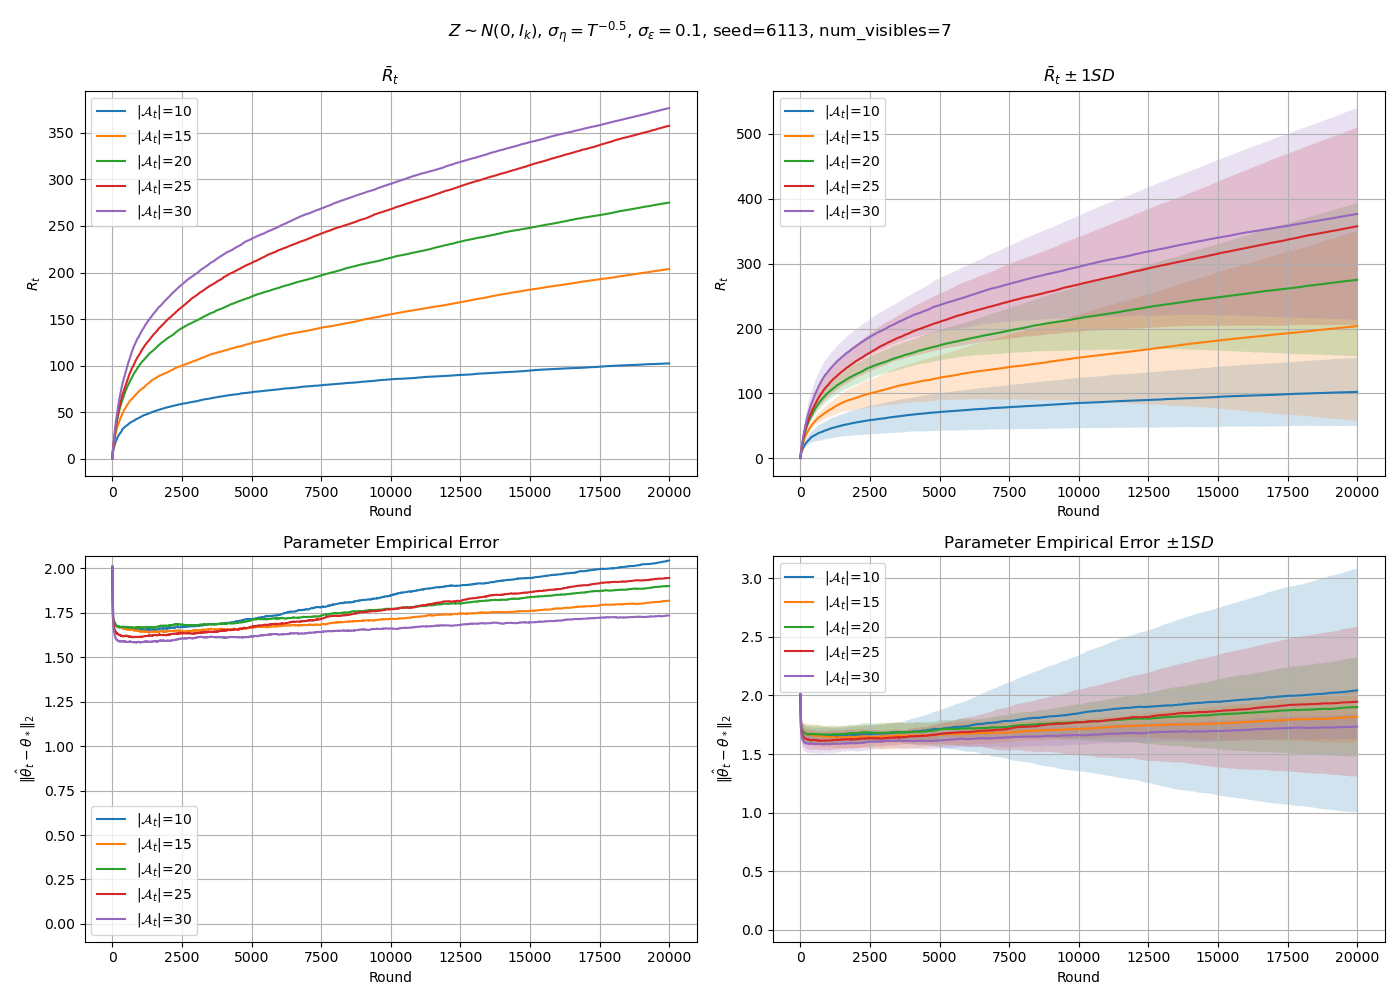 Z ∼ N(0, I_k), σ_η = T^{−0.5}, σ_ε = 0.1, seed=6113, num_visibles=7
R̄_t
R_t
350
300
250
200
150
100
50
0
|𝒜_t|=10
|𝒜_t|=15
|𝒜_t|=20
|𝒜_t|=25
|𝒜_t|=30
0 2500 5000 7500 10000 12500 15000 17500 20000
Round
R̄_t ± 1SD
R_t
500
400
300
200
100
0
|𝒜_t|=10
|𝒜_t|=15
|𝒜_t|=20
|𝒜_t|=25
|𝒜_t|=30
0 2500 5000 7500 10000 12500 15000 17500 20000
Round
Parameter Empirical Error
‖θ̂_t − θ_*‖_2
2.00
1.75
1.50
1.25
1.00
0.75
0.50
0.25
0.00
|𝒜_t|=10
|𝒜_t|=15
|𝒜_t|=20
|𝒜_t|=25
|𝒜_t|=30
0 2500 5000 7500 10000 12500 15000 17500 20000
Round
Parameter Empirical Error ±1SD
‖θ̂_t − θ_*‖_2
3.0
2.5
2.0
1.5
1.0
0.5
0.0
|𝒜_t|=10
|𝒜_t|=15
|𝒜_t|=20
|𝒜_t|=25
|𝒜_t|=30
0 2500 5000 7500 10000 12500 15000 17500 20000
Round